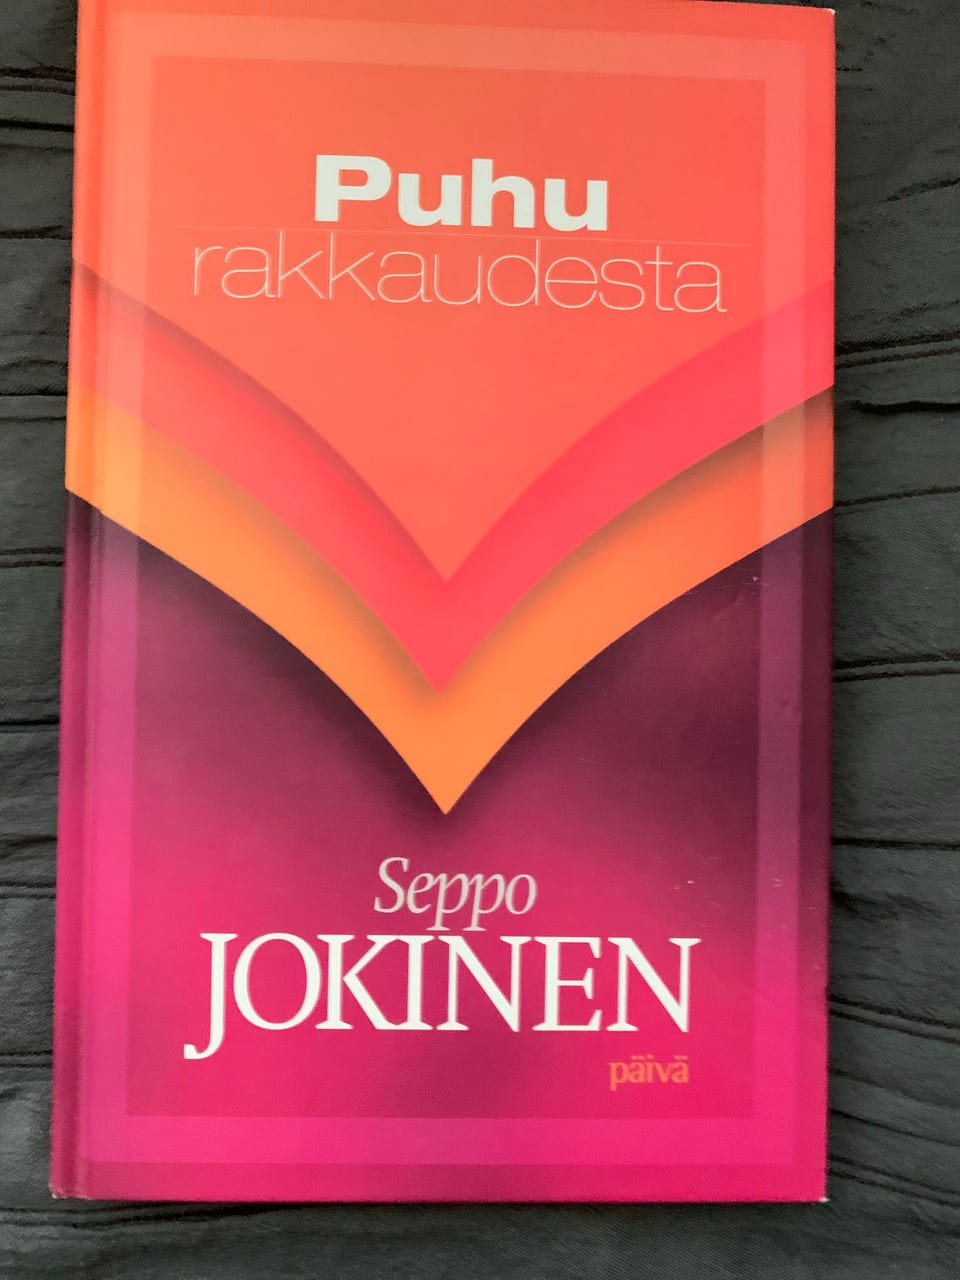 Puhu
rakkaudesta
Seppo
JOKINEN
päivä